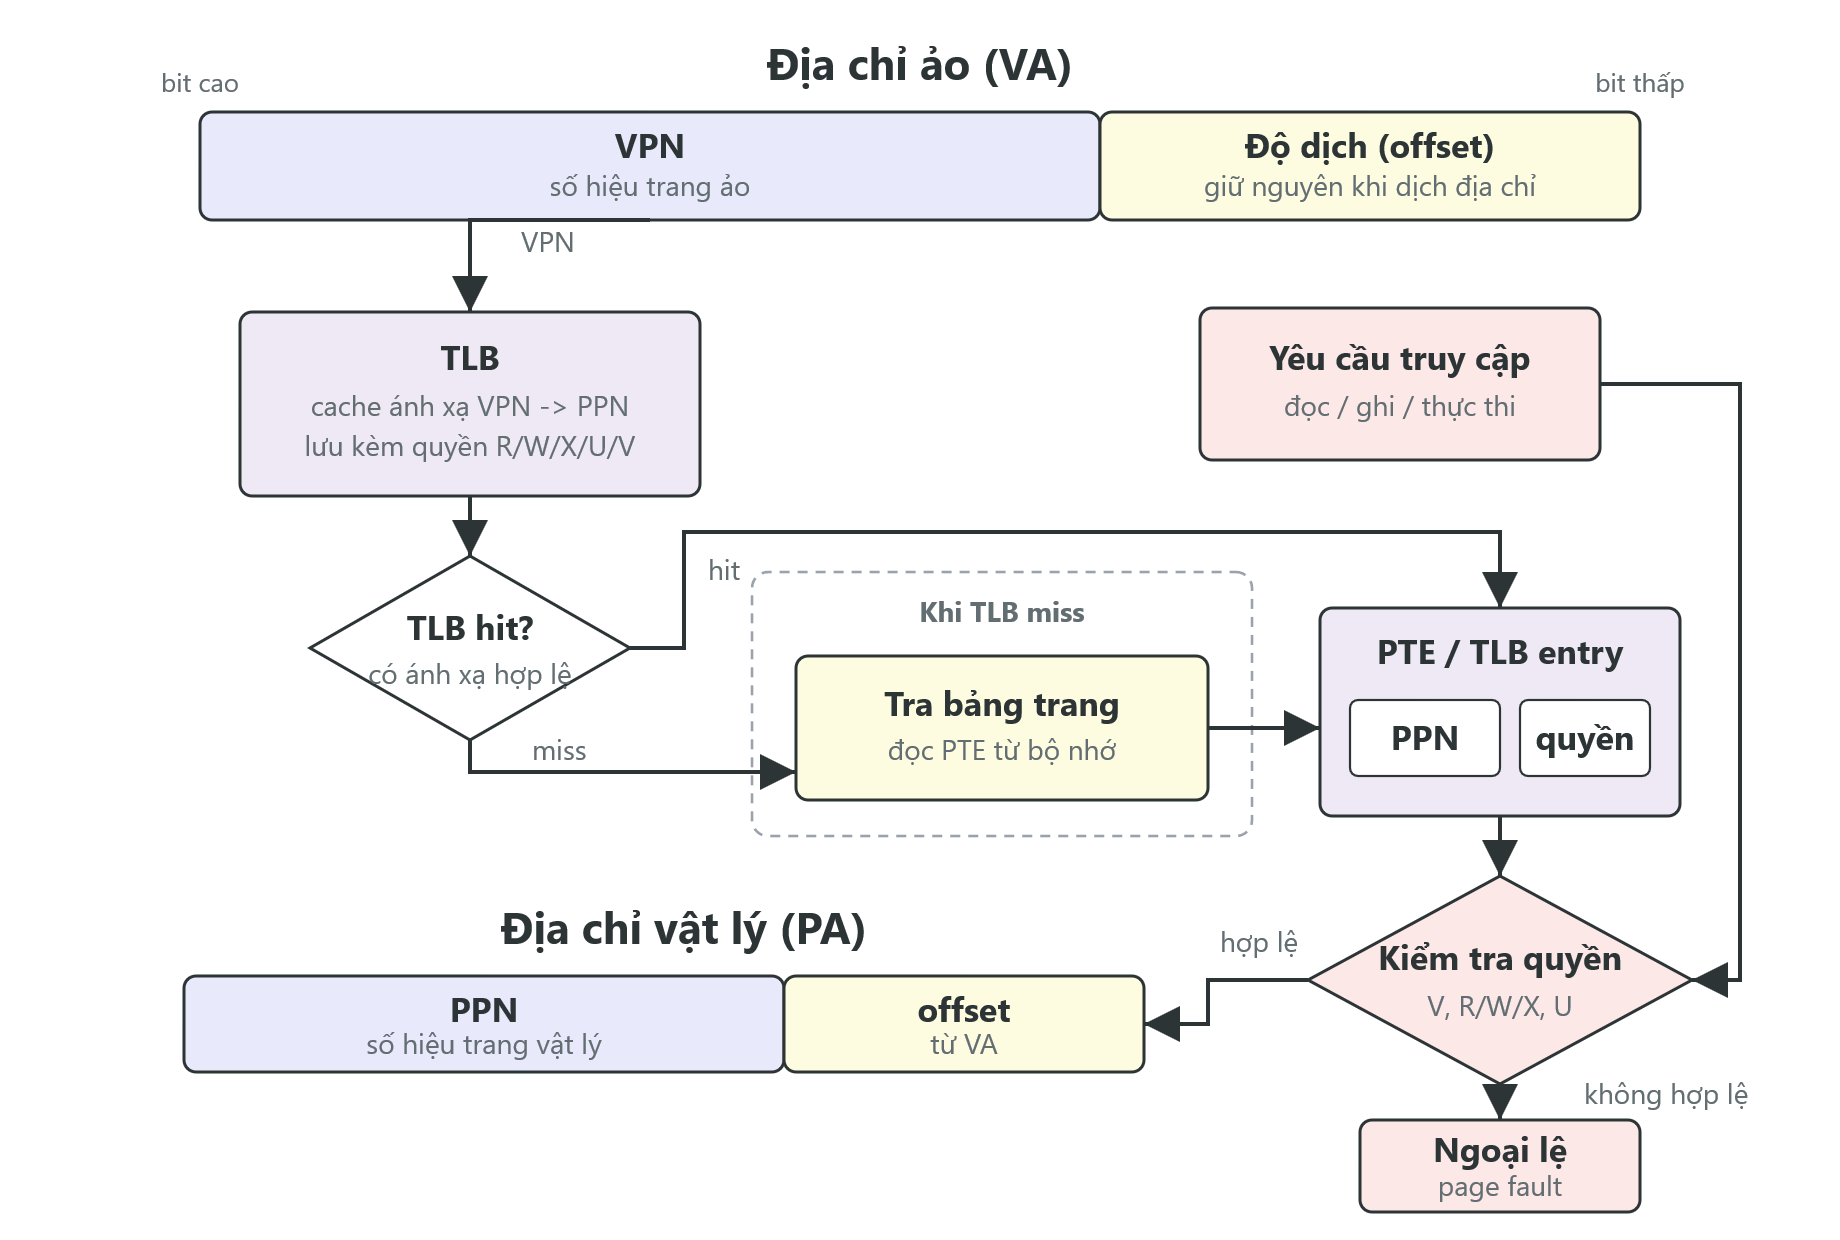 Địa chỉ ảo (VA)
bit cao
bit thấp
VPN
số hiệu trang ảo
Độ dịch (offset)
giữ nguyên khi dịch địa chỉ
VPN
TLB
cache ánh xạ VPN -> PPN
lưu kèm quyền R/W/X/U/V
Yêu cầu truy cập
đọc / ghi / thực thi
TLB hit?
có ánh xạ hợp lệ
hit
miss
Khi TLB miss
Tra bảng trang
đọc PTE từ bộ nhớ
PTE / TLB entry
PPN
quyền
Kiểm tra quyền
V, R/W/X, U
hợp lệ
không hợp lệ
Địa chỉ vật lý (PA)
PPN
số hiệu trang vật lý
offset
từ VA
Ngoại lệ
page fault